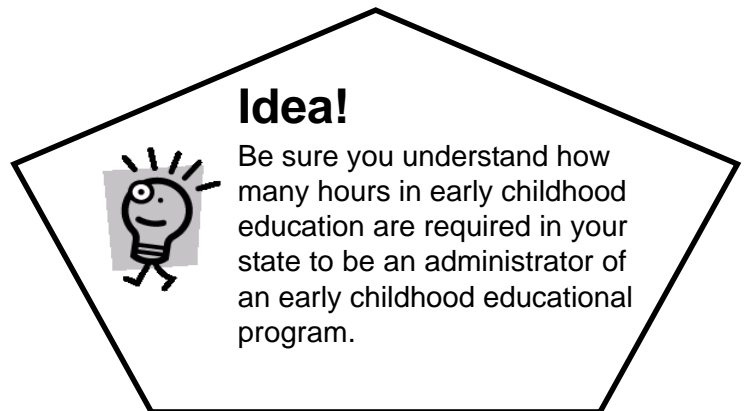 Idea!
Be sure you understand how
many hours in early childhood
education are required in your
state to be an administrator of
an early childhood educational
program.